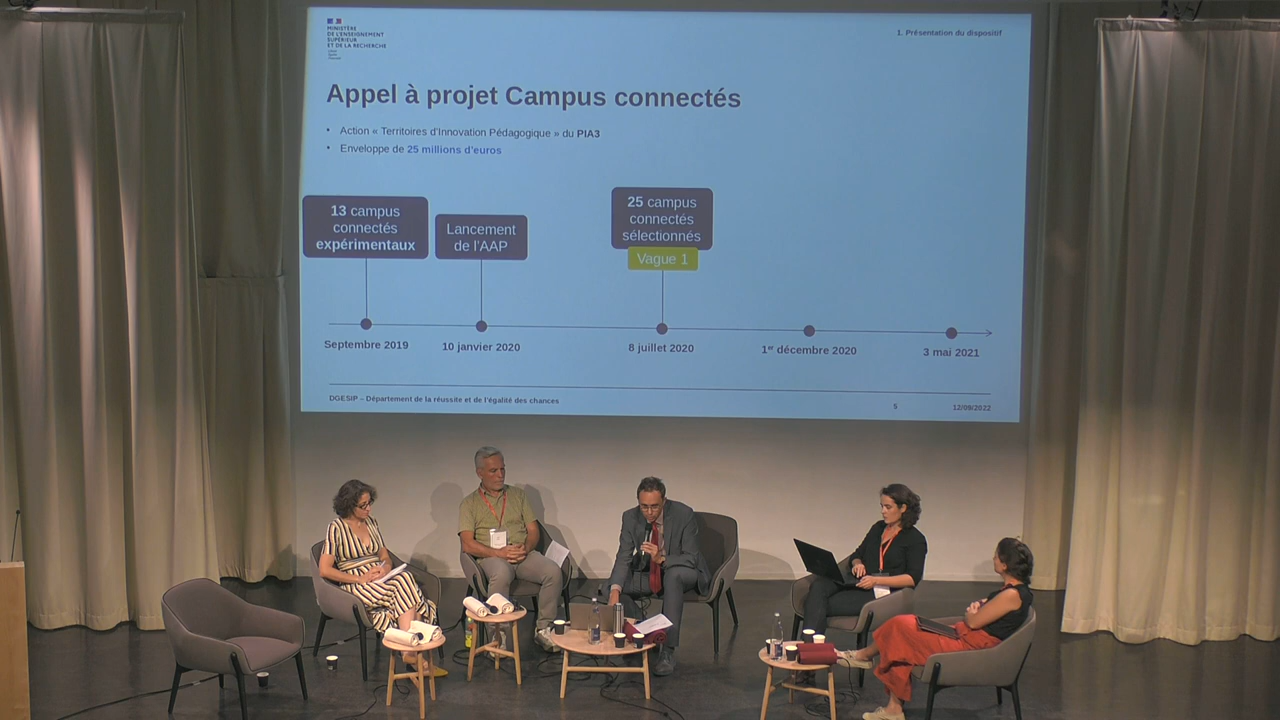 MINISTÈRE
DE L'ENSEIGNEMENT
SUPÉRIEUR
ET DE LA RECHERCHE
1. Présentation du dispositif
Appel à projet Campus connectés
• Action « Territoires d'Innovation Pédagogique » du PIA3
• Enveloppe de 25 millions d'euros
13 campus
connectés
expérimentaux
Lancement
de l'AAP
25 campus
connectés
sélectionnés
Vague 1
Septembre 2019
10 janvier 2020
8 juillet 2020
1er décembre 2020
3 mai 2021
DGESIP – Département de la réussite et de l'égalité des chances
5
12/09/2022